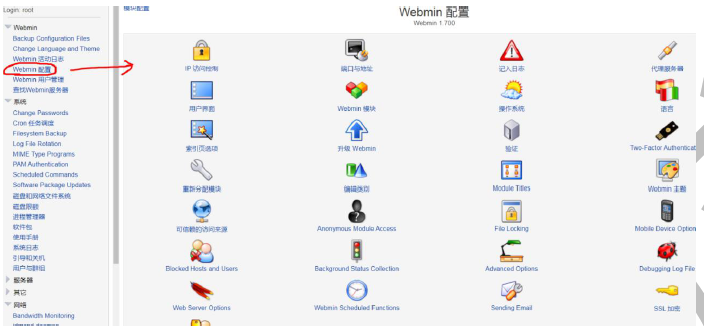 Login: root
模块配置
Webmin 配置
Webmin 1.700
Webmin
Backup Configuration Files
Change Language and Theme
Webmin 活动日志
Webmin 配置
Webmin 用户管理
查找Webmin服务器
系统
Change Passwords
Cron 任务调度
Filesystem Backup
Log File Rotation
MIME Type Programs
PAM Authentication
Scheduled Commands
Software Package Updates
磁盘和网络文件系统
磁盘限额
进程管理器
软件包
使用手册
系统日志
引导和关机
用户与群组
服务器
其它
网络
Bandwidth Monitoring
IP 访问控制
端口与地址
记入日志
代理服务器
用户界面
Webmin 模块
操作系统
语言
索引页选项
升级 Webmin
验证
Two-Factor Authenticat
重新分配模块
编辑类别
Module Titles
Webmin 主题
可信赖的访问来源
Anonymous Module Access
File Locking
Mobile Device Option
Blocked Hosts and Users
Background Status Collection
Advanced Options
Debugging Log File
Web Server Options
Webmin Scheduled Functions
Sending Email
SSL 加密